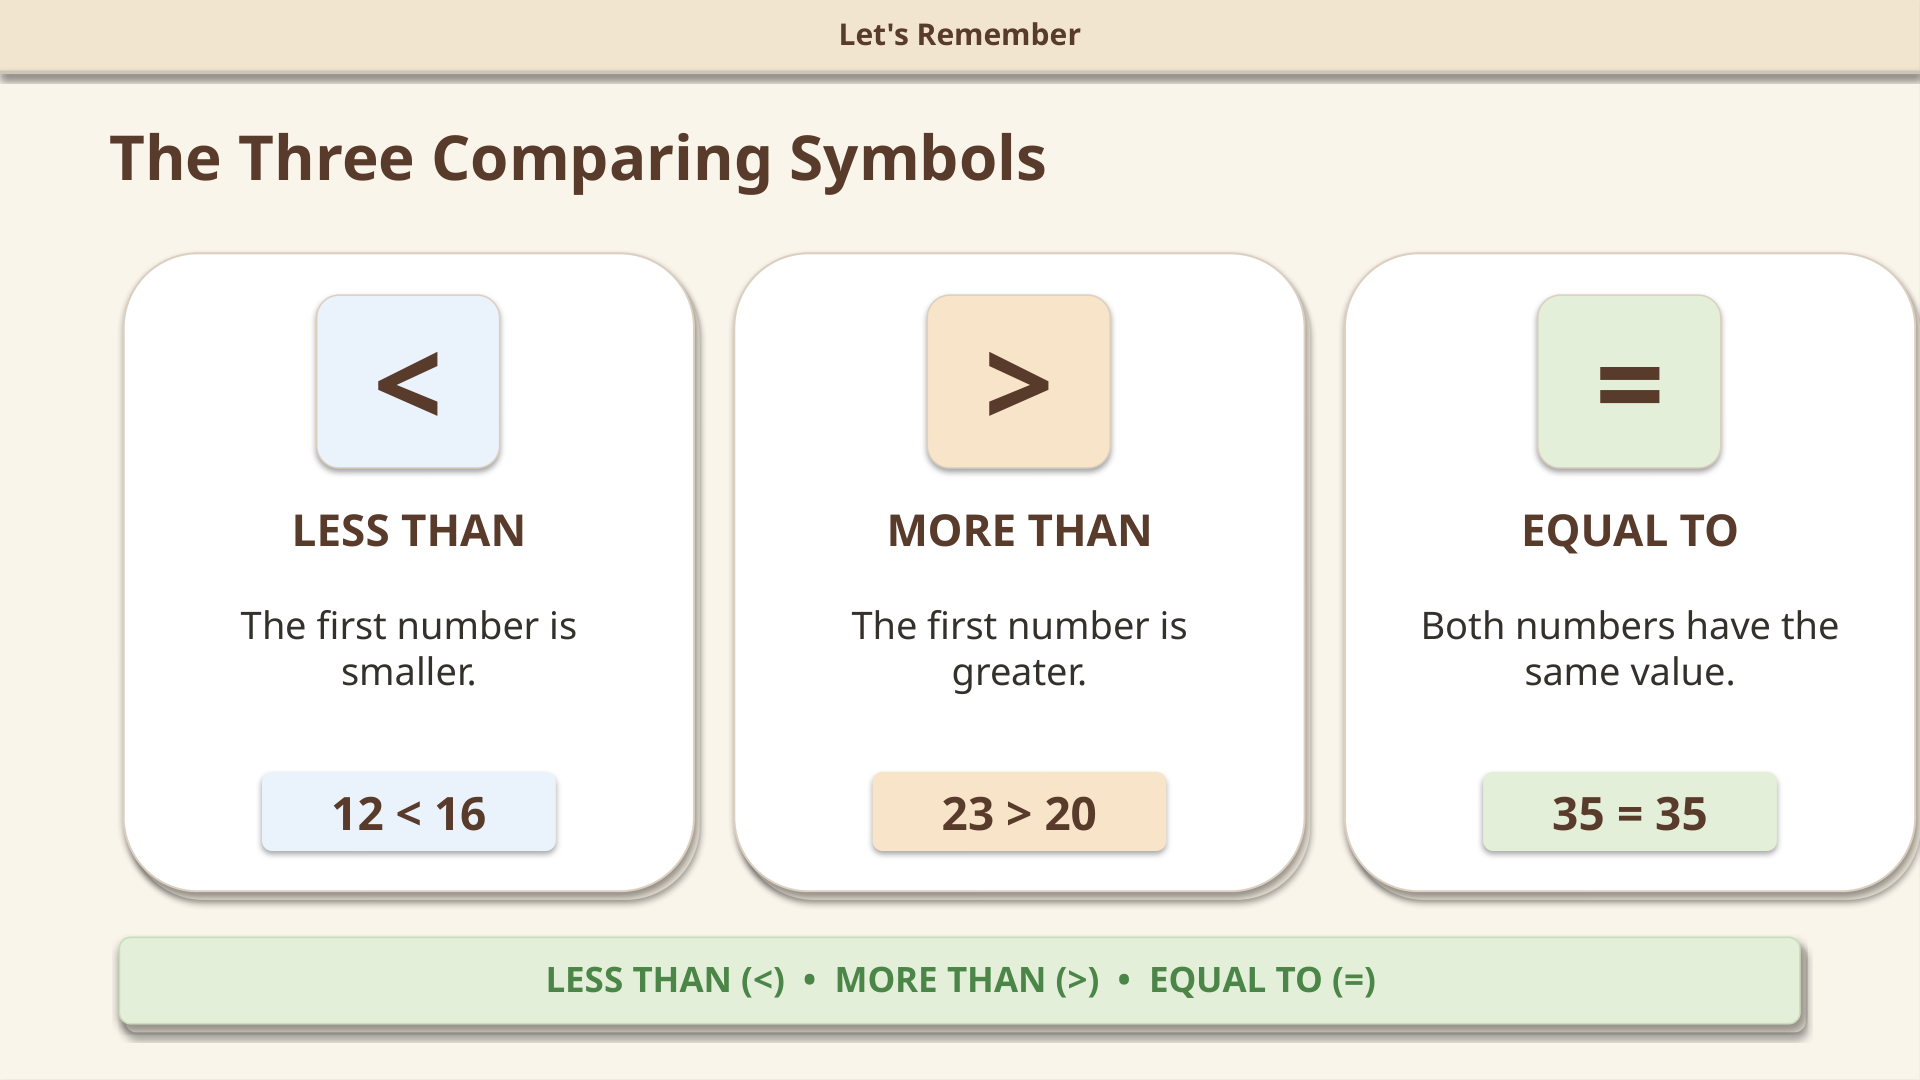 Let's Remember
The Three Comparing Symbols
<
LESS THAN
The first number is
smaller.
12 < 16
>
MORE THAN
The first number is
greater.
23 > 20
=
EQUAL TO
Both numbers have the
same value.
35 = 35
LESS THAN (<) • MORE THAN (>) • EQUAL TO (=)